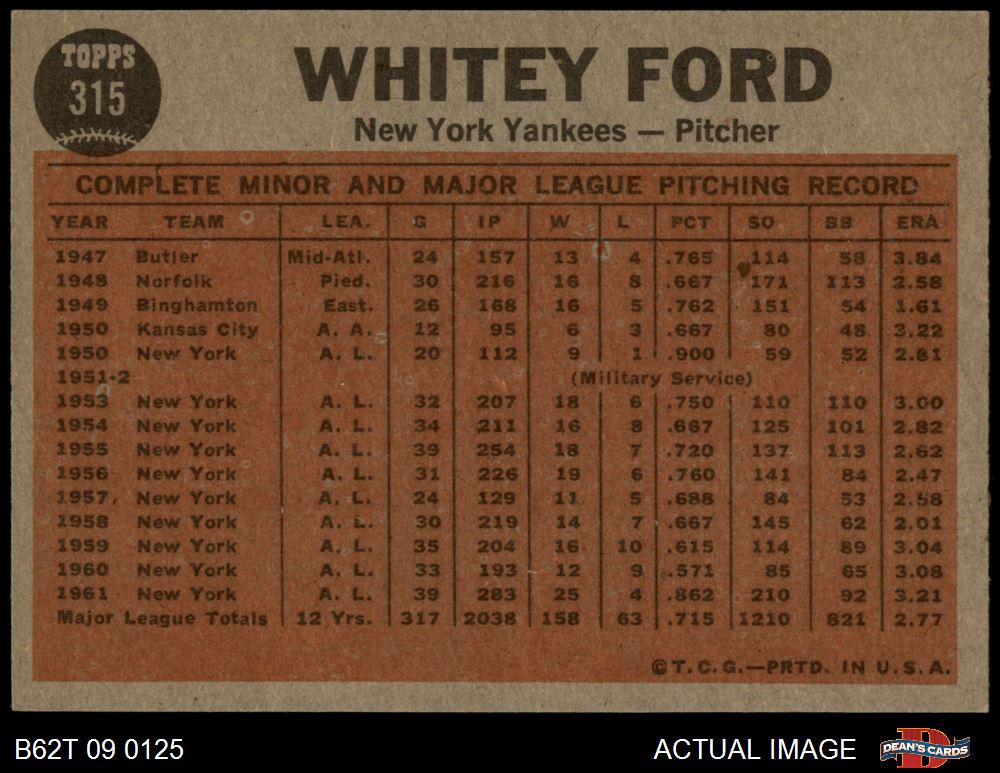 TOPPS
315
WHITEY FORD
New York Yankees — Pitcher
COMPLETE MINOR AND MAJOR LEAGUE PITCHING RECORD
YEAR TEAM LEA. G IP W L PCT SO BB ERA
1947 Butler Mid-Atl. 24 157 13 4 .765 114 58 3.84
1948 Norfolk Pied. 30 216 16 8 .667 171 113 2.58
1949 Binghamton East. 26 168 16 5 .762 151 54 1.61
1950 Kansas City A. A. 12 95 6 3 .667 80 48 3.22
1950 New York A. L. 20 112 9 1 .900 59 52 2.81
1951-2 (Military Service)
1953 New York A. L. 32 207 18 6 .750 110 110 3.00
1954 New York A. L. 34 211 16 8 .667 125 101 2.82
1955 New York A. L. 39 254 18 7 .720 137 113 2.62
1956 New York A. L. 31 226 19 6 .760 141 84 2.47
1957 New York A. L. 24 129 11 5 .688 84 53 2.58
1958 New York A. L. 30 219 14 7 .667 145 62 2.01
1959 New York A. L. 35 204 16 10 .615 114 89 3.04
1960 New York A. L. 33 193 12 9 .571 85 65 3.08
1961 New York A. L. 39 283 25 4 .862 210 92 3.21
Major League Totals 12 Yrs. 317 2038 158 63 .715 1210 821 2.77
©T.C.G.—PRTD. IN U.S.A.
B62T 09 0125 ACTUAL IMAGE DEAN'S CARDS